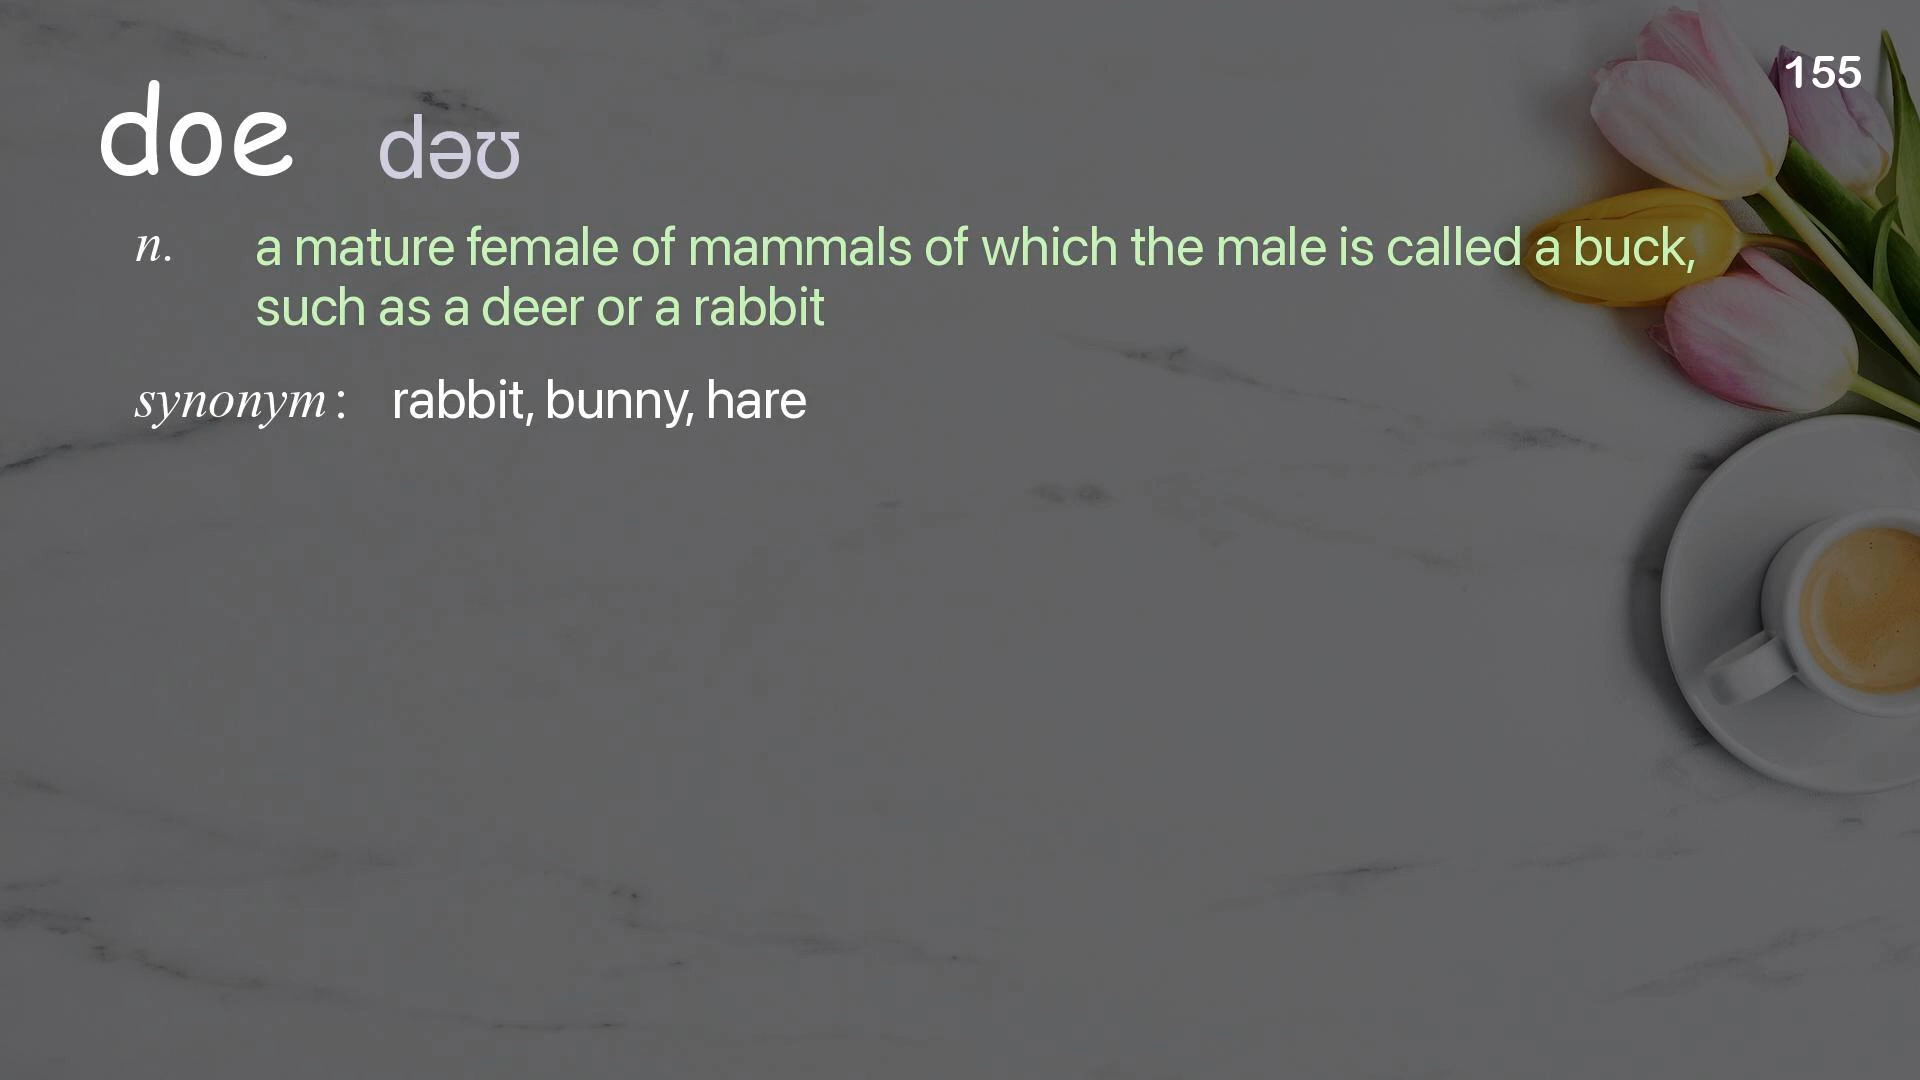 155
doe dəʊ
n. a mature female of mammals of which the male is called a buck,
such as a deer or a rabbit
synonym: rabbit, bunny, hare